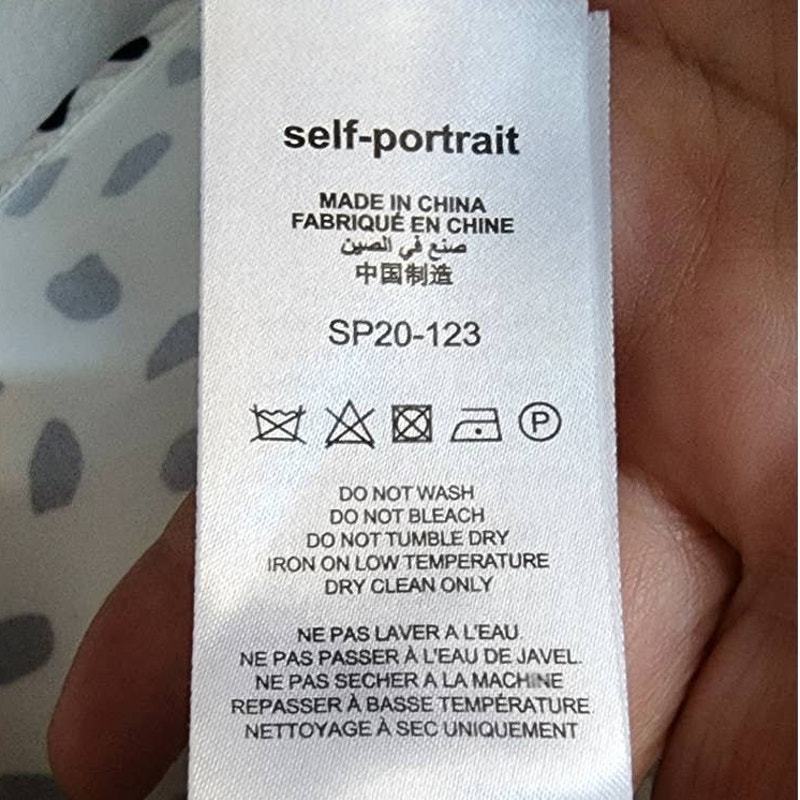 self-portrait
MADE IN CHINA
FABRIQUÉ EN CHINE
صنع في الصين
中国制造
SP20-123
P
DO NOT WASH
DO NOT BLEACH
DO NOT TUMBLE DRY
IRON ON LOW TEMPERATURE
DRY CLEAN ONLY
NE PAS LAVER A L'EAU.
NE PAS PASSER À L'EAU DE JAVEL.
NE PAS SECHER A LA MACHINE
REPASSER À BASSE TEMPÉRATURE
NETTOYAGE À SEC UNIQUEMENT